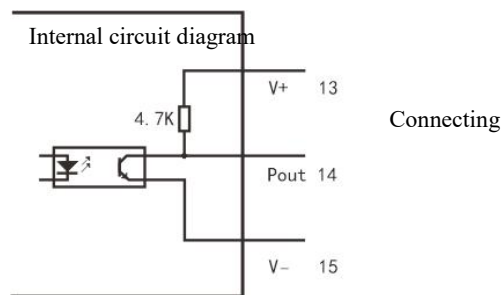 Internal circuit diagram
V+ 13
4.7K
Connecting
Pout 14
V- 15